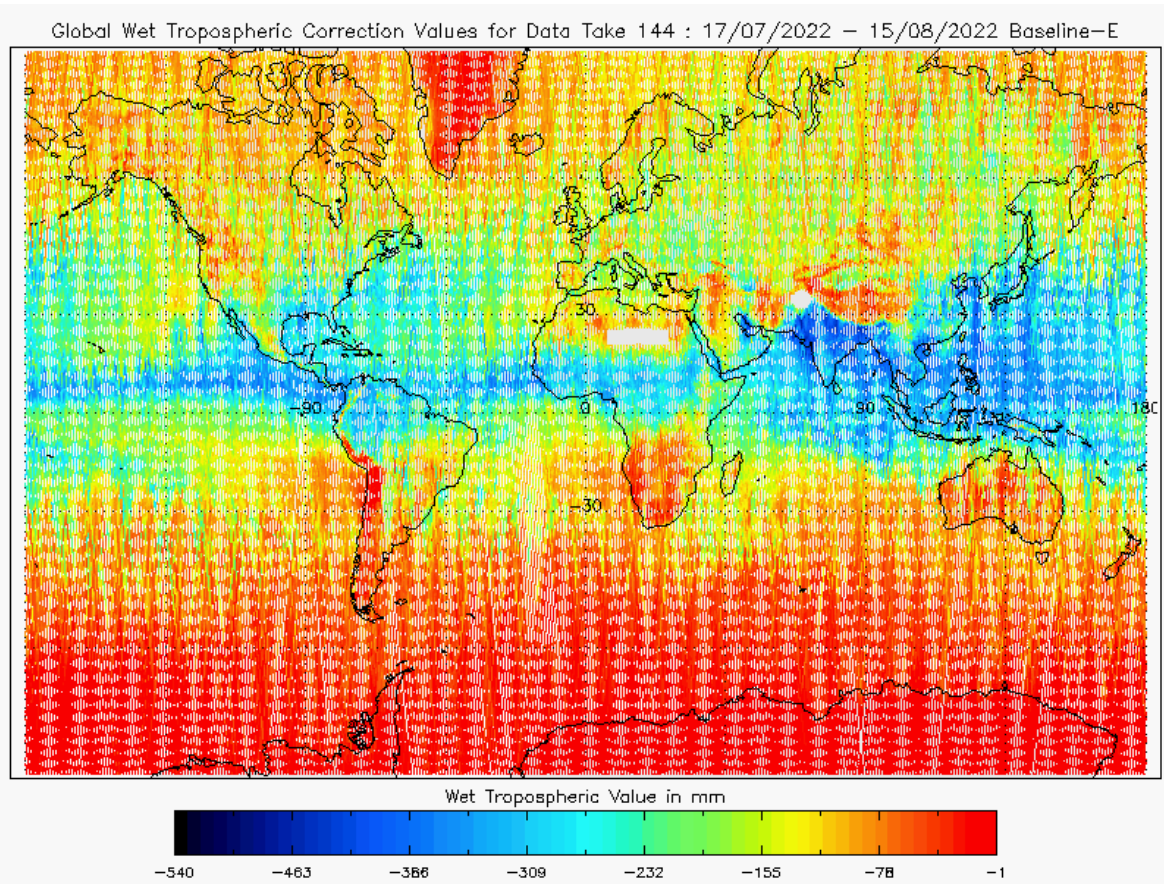 Global Wet Tropospheric Correction Values for Data Take 144 : 17/07/2022 – 15/08/2022 Baseline–E
30
−90 0 90 180
−30
Wet Tropospheric Value in mm
−540 −463 −386 −309 −232 −155 −78 −1